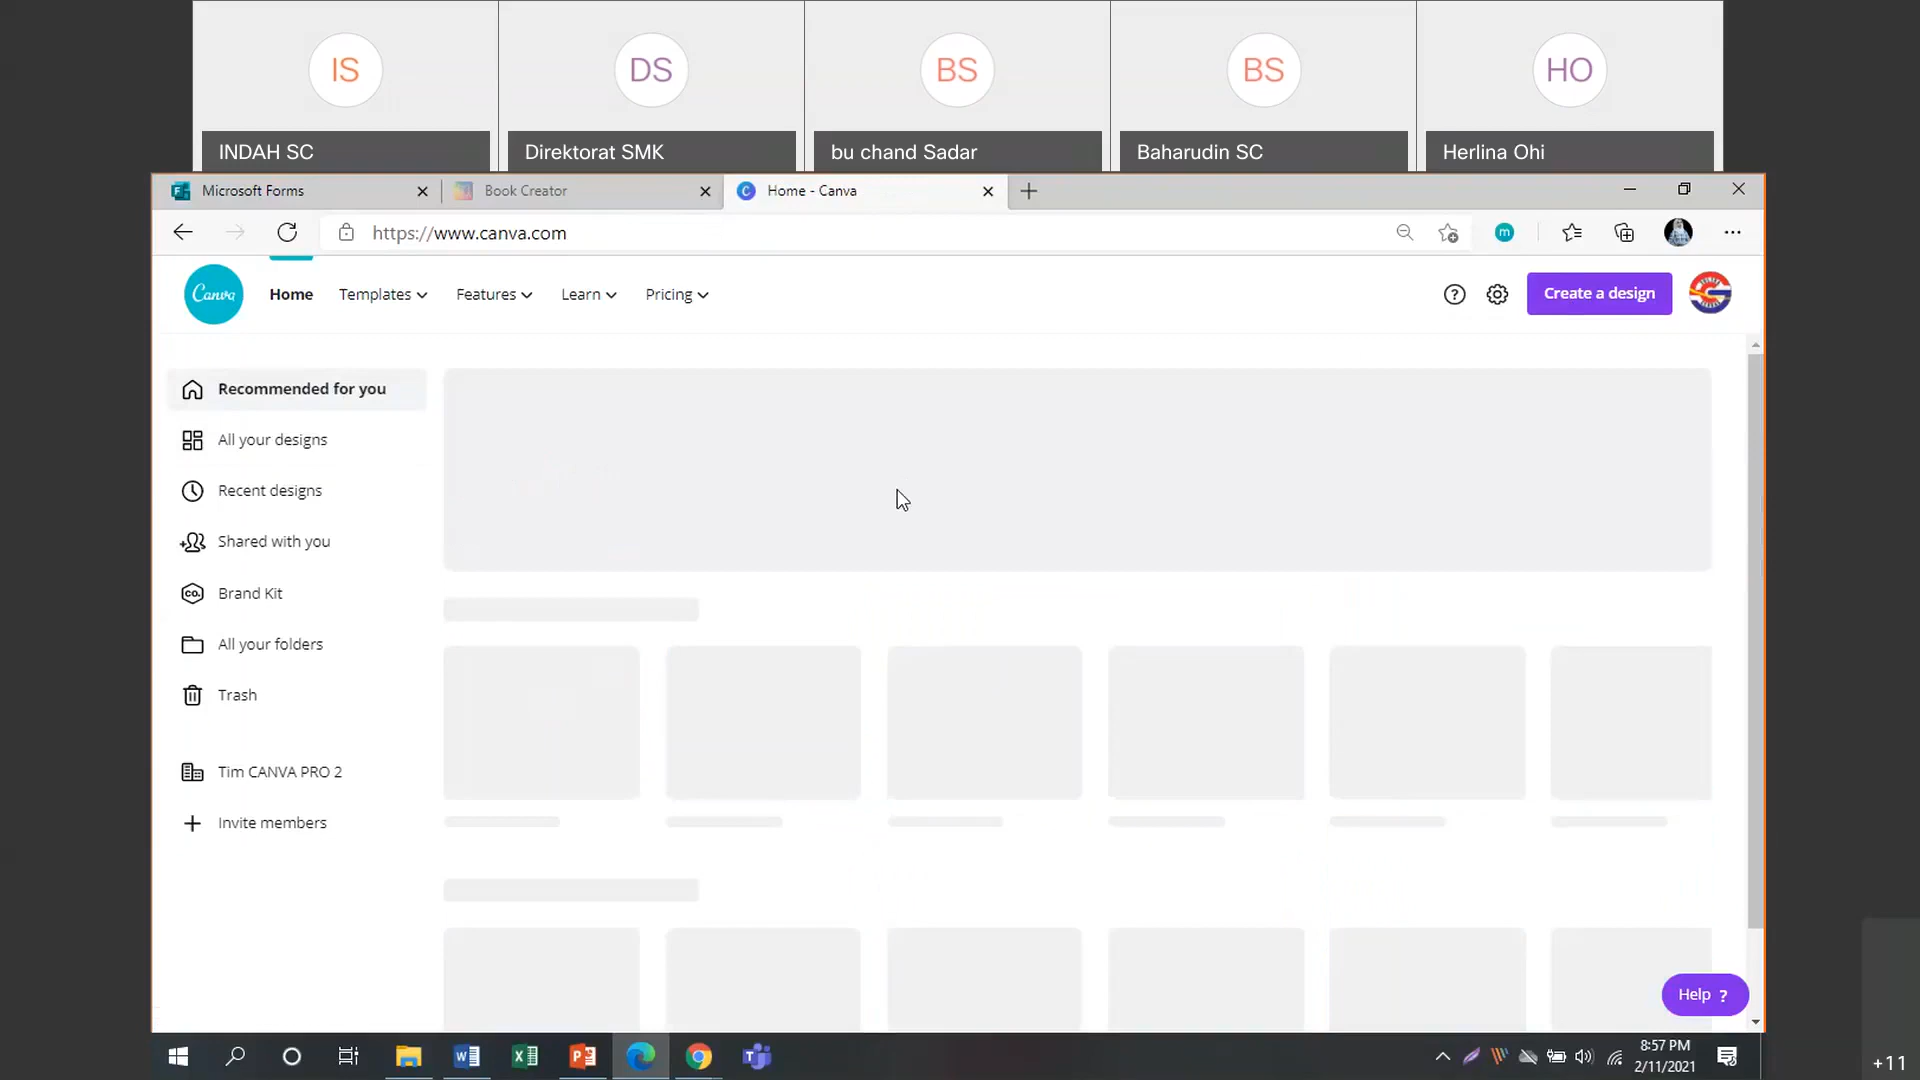 IS
DS
BS
BS
HO
INDAH SC
Direktorat SMK
bu chand Sadar
Baharudin SC
Herlina Ohi
Microsoft Forms
Book Creator
Home - Canva
https://www.canva.com
m
Canva
Home
Templates
Features
Learn
Pricing
?
Create a design
Recommended for you
All your designs
Recent designs
Shared with you
co.
Brand Kit
All your folders
Trash
Tim CANVA PRO 2
Invite members
Help ?
8:57 PM
2/11/2021
+11